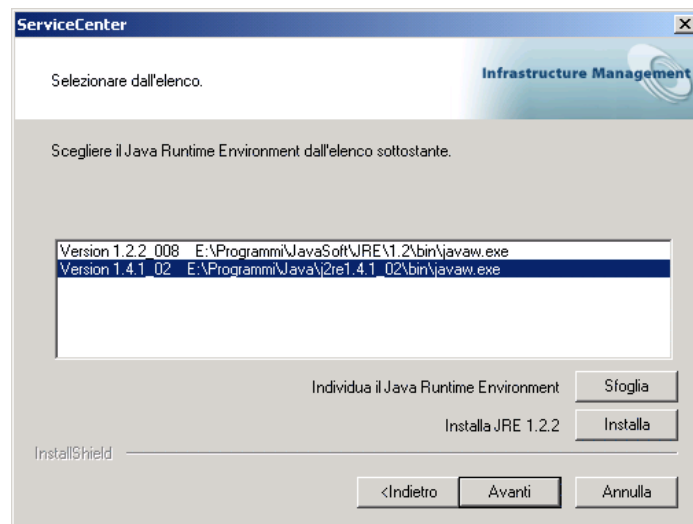 ServiceCenter
Selezionare dall'elenco.
Infrastructure Management
Scegliere il Java Runtime Environment dall'elenco sottostante.
Version 1.2.2_008 E:\Programmi\JavaSoft\JRE\1.2\bin\javaw.exe
Version 1.4.1_02 E:\Programmi\Java\j2re1.4.1_02\bin\javaw.exe
Individua il Java Runtime Environment Sfoglia
Installa JRE 1.2.2 Installa
InstallShield
<Indietro Avanti Annulla